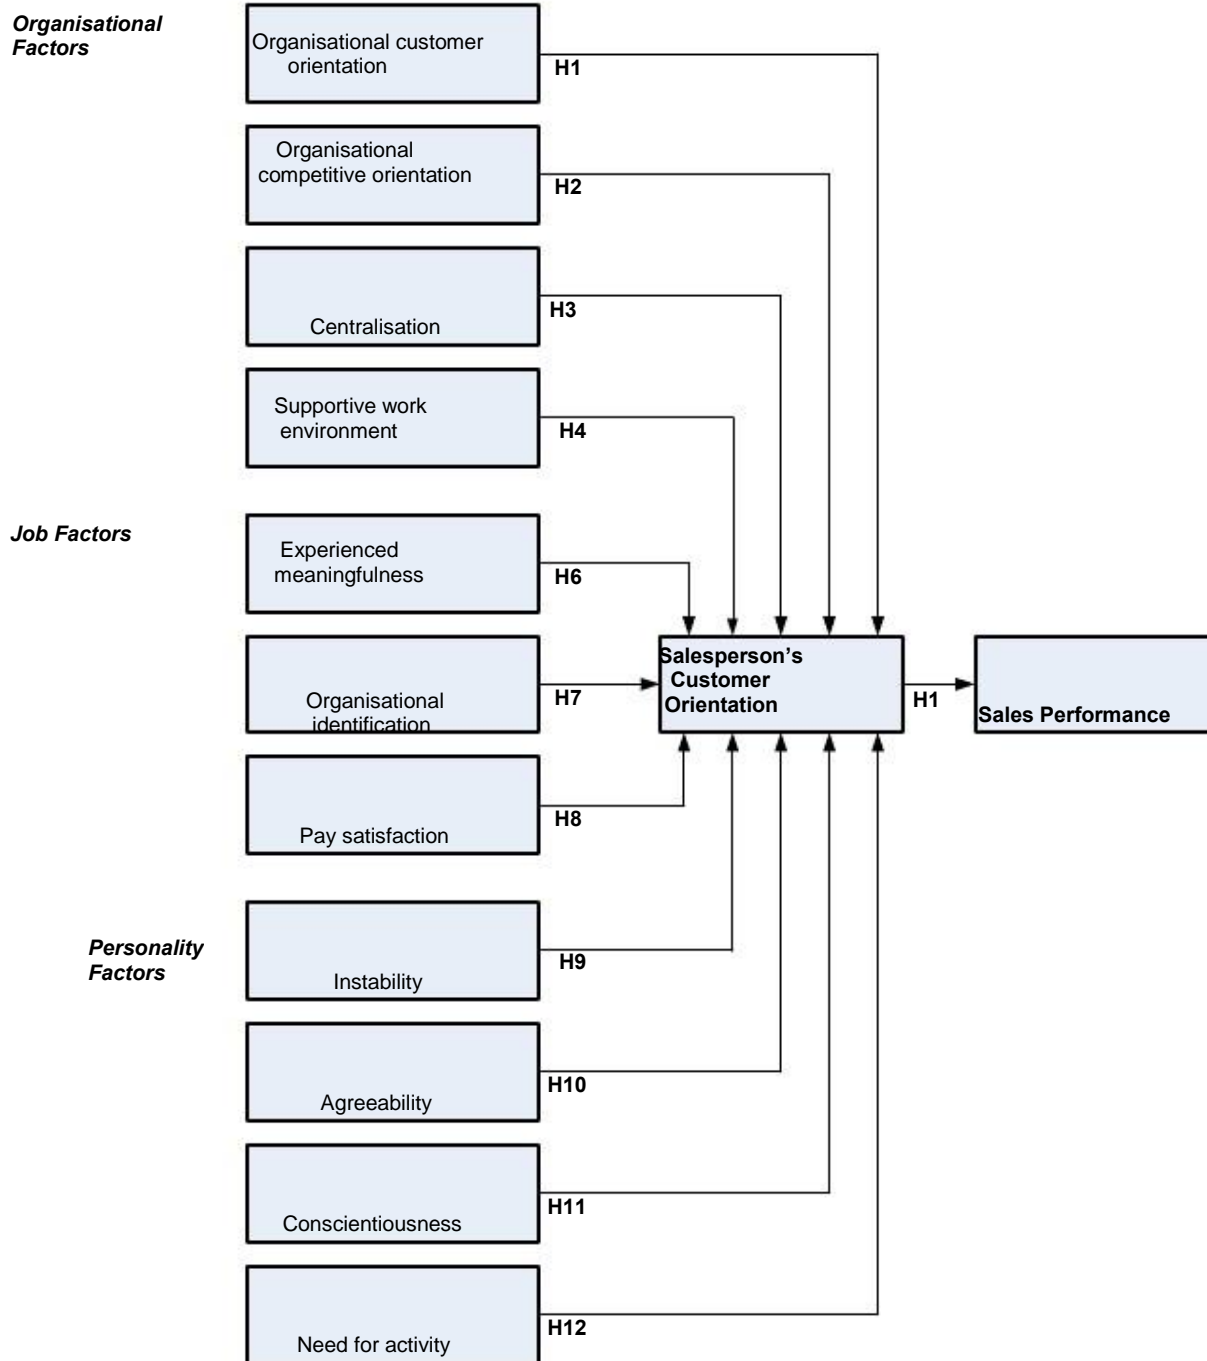 Organisational
Factors
Organisational customer
orientation
H1
Organisational
competitive orientation
H2
Centralisation
H3
Supportive work
environment
H4
Job Factors
Experienced
meaningfulness
H6
Organisational
identification
H7
Salesperson's
Customer
Orientation
H1
Sales Performance
Pay satisfaction
H8
Personality
Factors
Instability
H9
Agreeability
H10
Conscientiousness
H11
Need for activity
H12